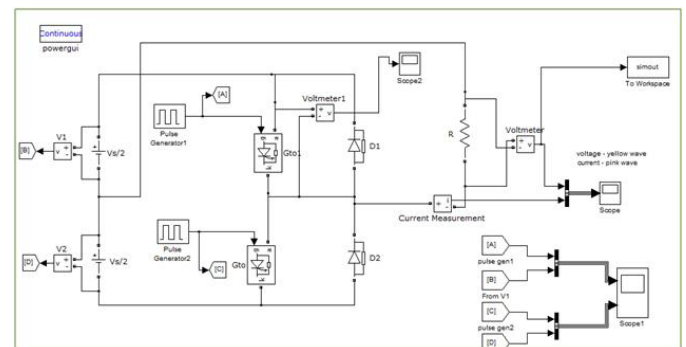 Continuous
powergui
[A]
Scope2
simout
To Workspace
Voltmeter1
+
-
v
Pulse
Generator1
g
a
k
Gto1
D1
R
Voltmeter
+
-
v
voltage - yellow wave
current - pink wave
Scope
V1
[B]
v
+
-
Vs/2
+
i
-
Current Measurement
Pulse
Generator2
[C]
g
a
k
Gto
D2
V2
[D]
v
+
-
Vs/2
[A]
pulse gen1
[B]
From V1
[C]
pulse gen2
[D]
Scope1